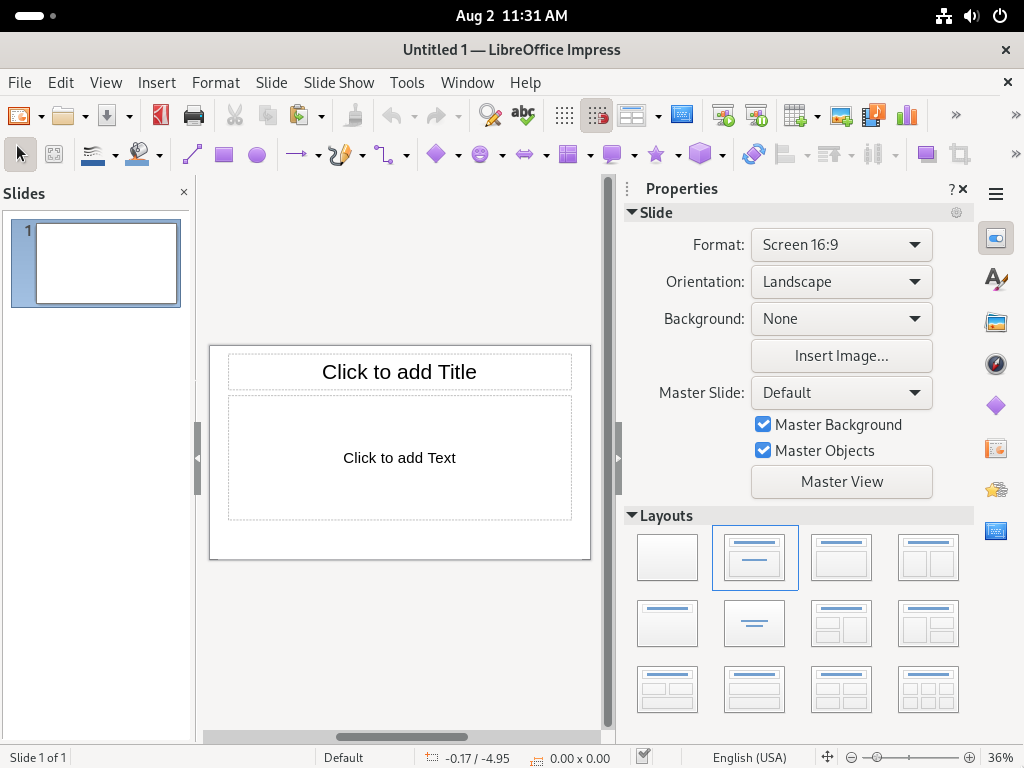 Aug 2 11:31 AM
Untitled 1 — LibreOffice Impress
File Edit View Insert Format Slide Slide Show Tools Window Help
abc
Slides
1
Click to add Title
Click to add Text
Properties
?
Slide
Format: Screen 16:9
Orientation: Landscape
Background: None
Insert Image...
Master Slide: Default
Master Background
Master Objects
Master View
Layouts
Slide 1 of 1 Default -0.17 / -4.95 0.00 x 0.00 English (USA) 36%